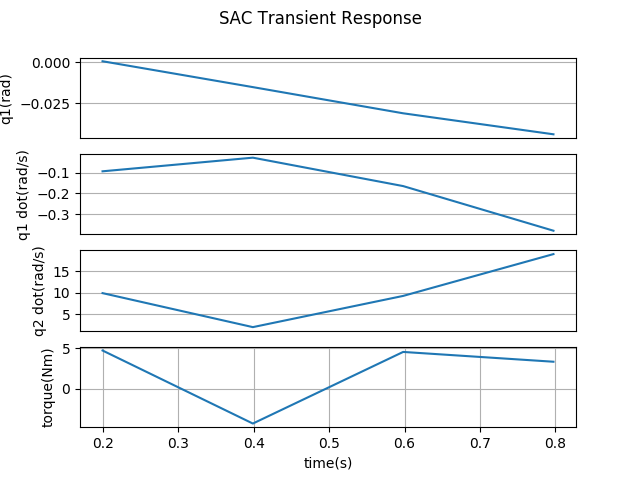 SAC Transient Response
0.000
−0.025
q1(rad)
−0.1
−0.2
−0.3
q1 dot(rad/s)
15
10
5
q2 dot(rad/s)
5
0
torque(Nm)
0.2 0.3 0.4 0.5 0.6 0.7 0.8
time(s)